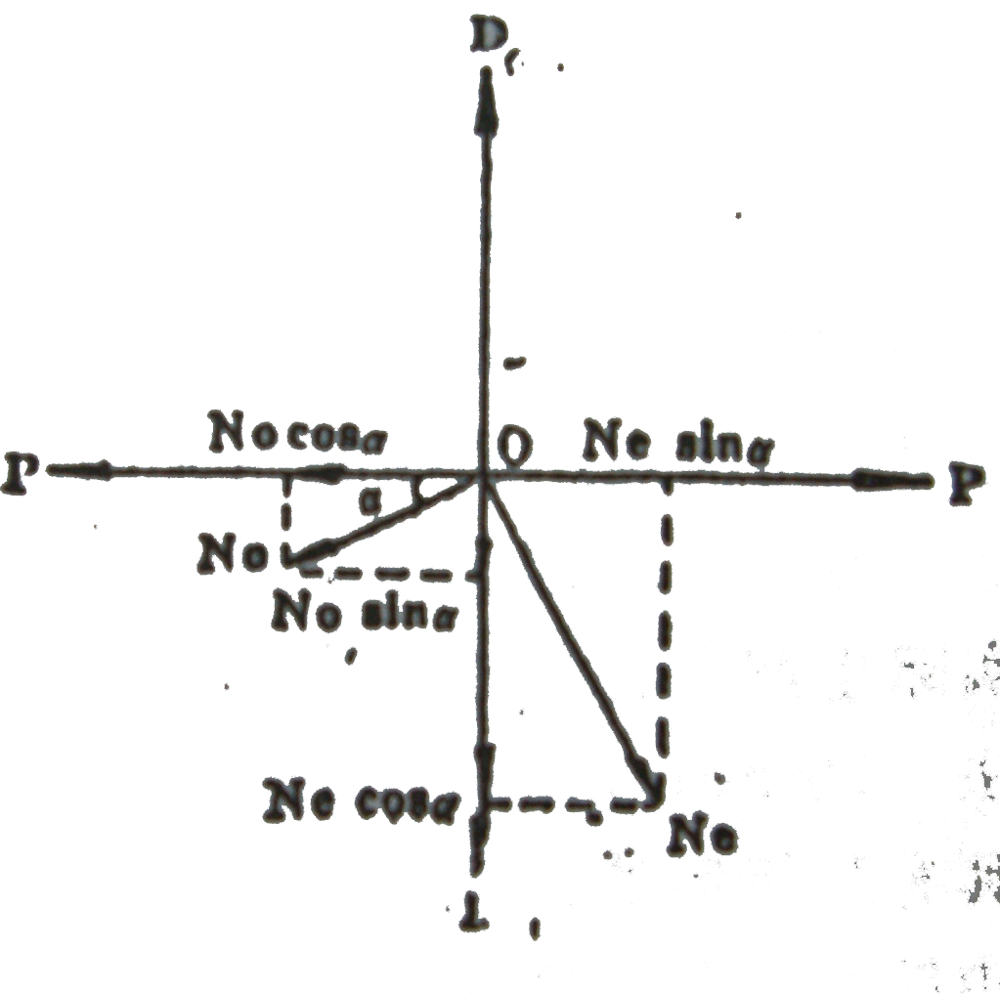 D
No cosα
O
Ne sinα
P
P
α
No
No sinα
Ne cosα
Ne
L